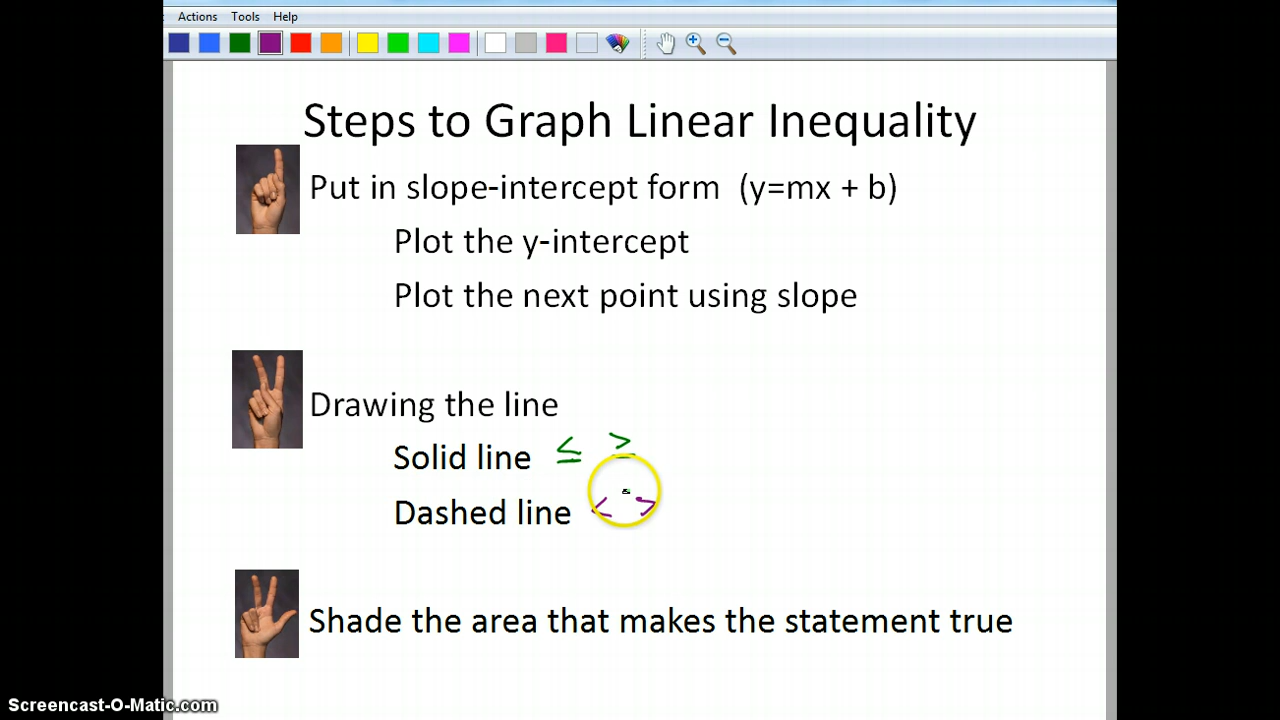 Actions Tools Help
Steps to Graph Linear Inequality
Put in slope-intercept form (y=mx + b)
Plot the y-intercept
Plot the next point using slope
Drawing the line
Solid line ≤ ≥
Dashed line < >
Shade the area that makes the statement true
Screencast-O-Matic.com